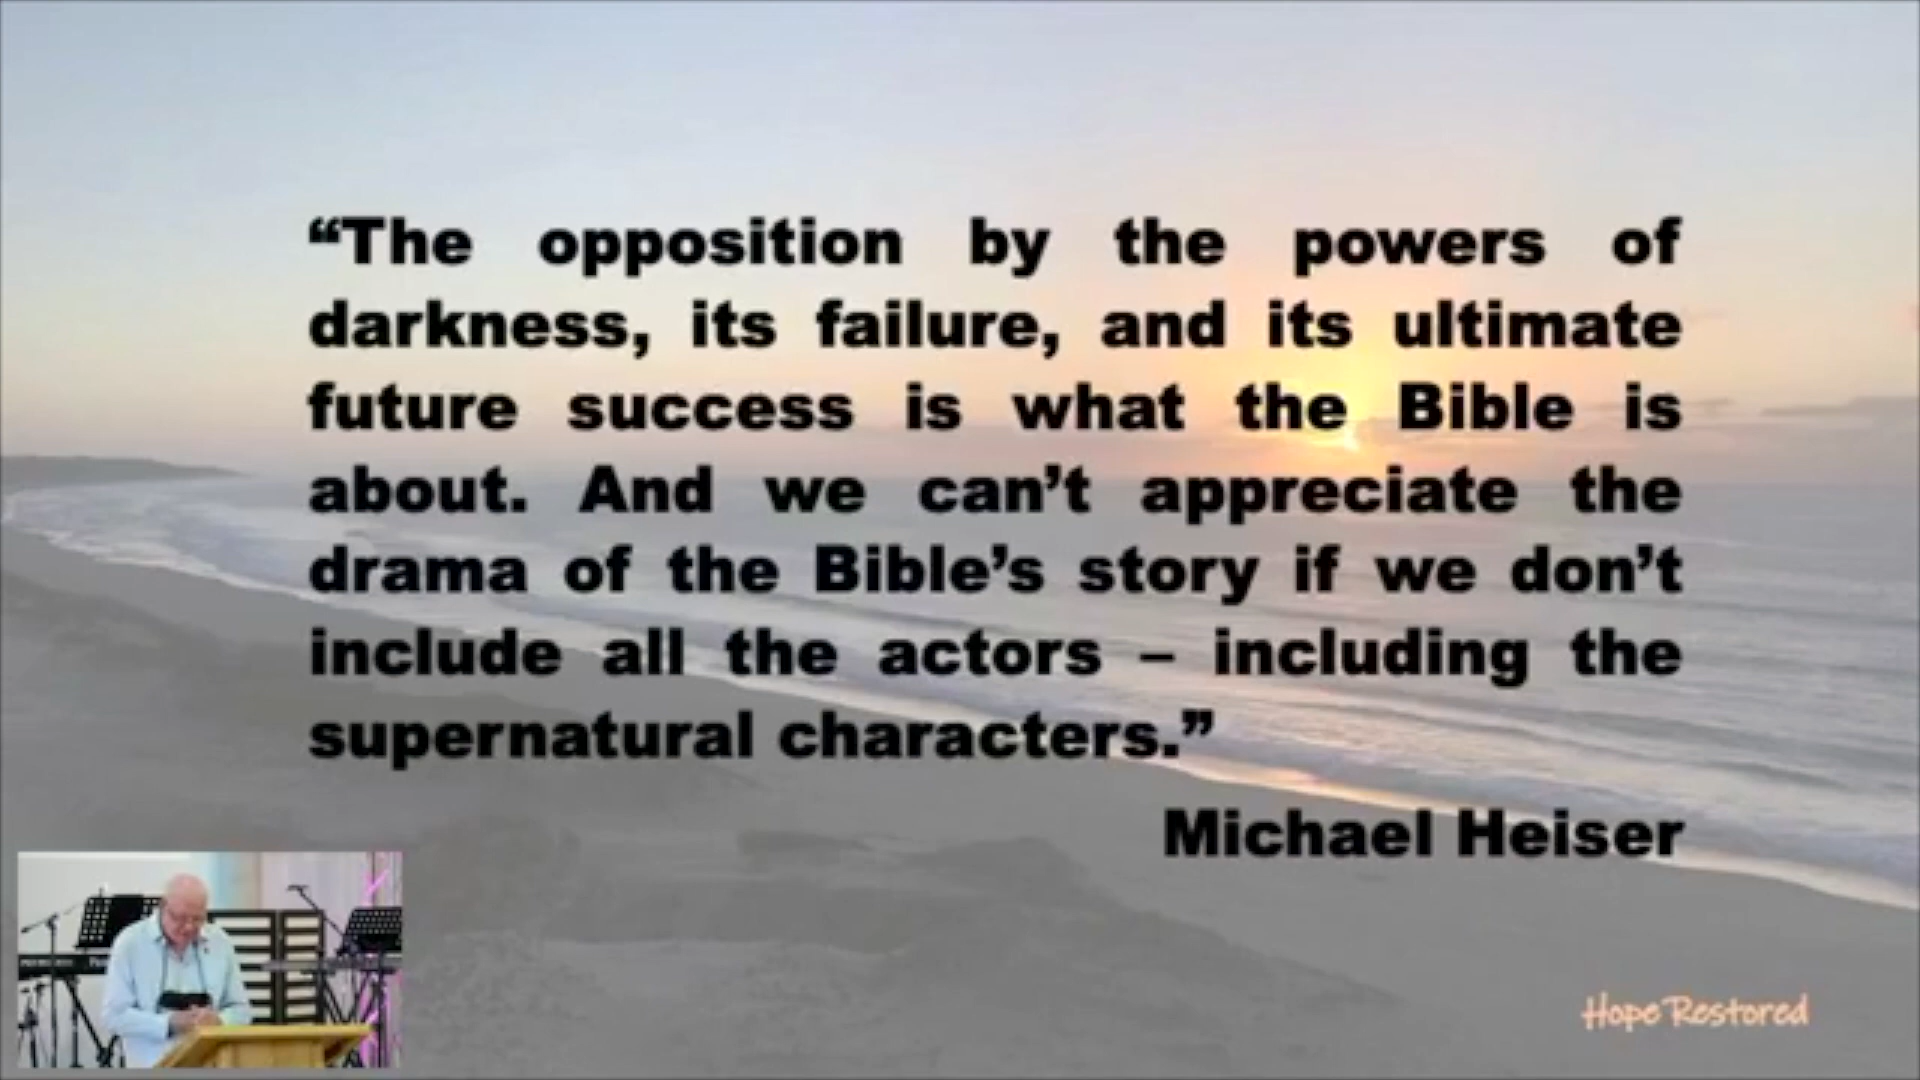 “The opposition by the powers of
darkness, its failure, and its ultimate
future success is what the Bible is
about. And we can’t appreciate the
drama of the Bible’s story if we don’t
include all the actors – including the
supernatural characters.”
Michael Heiser
Hope Restored